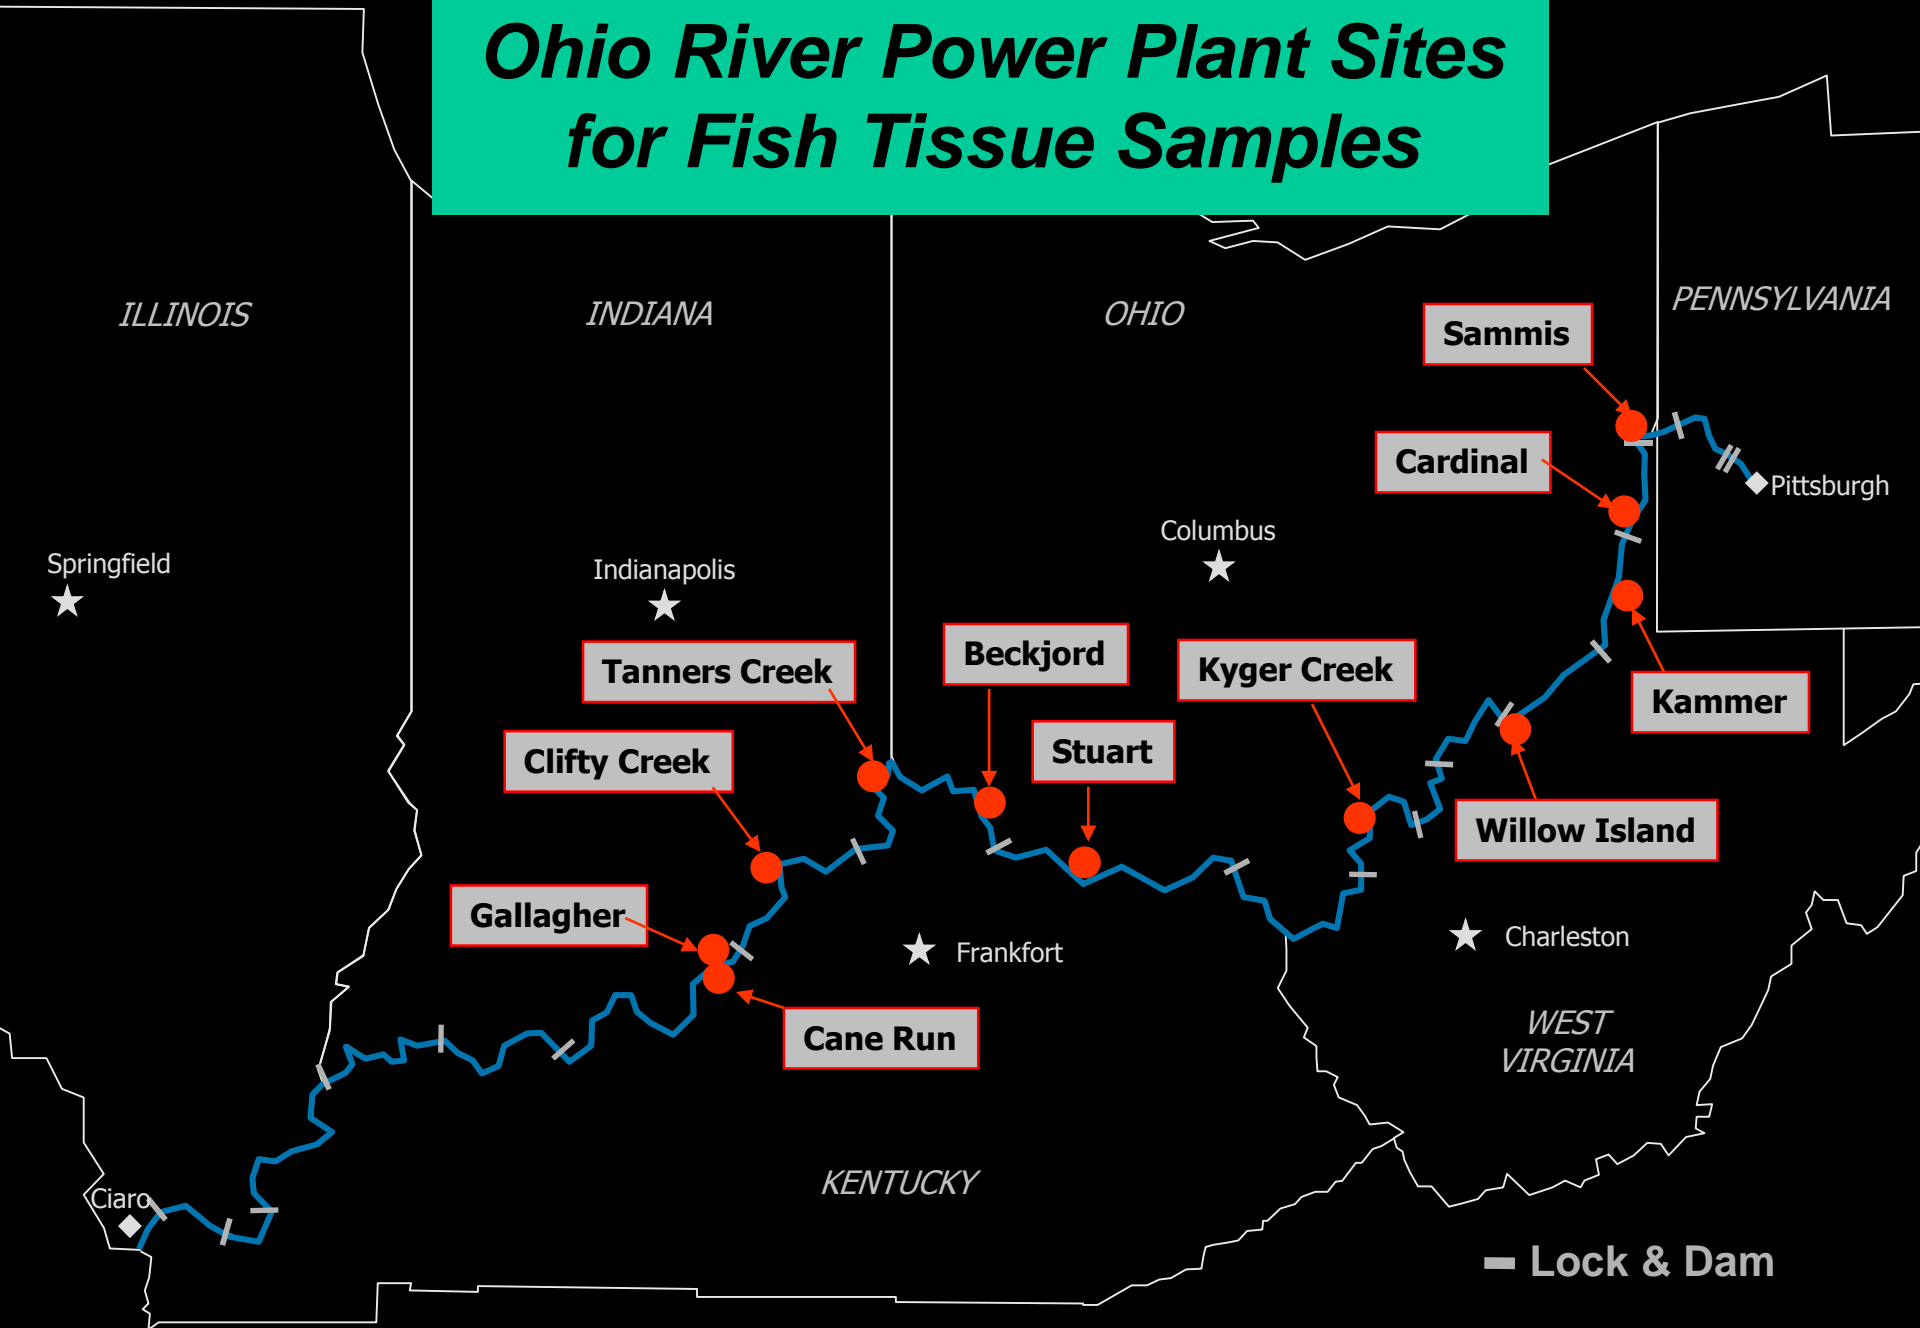 Ohio River Power Plant Sites
for Fish Tissue Samples
ILLINOIS
INDIANA
OHIO
PENNSYLVANIA
Sammis
Cardinal
Pittsburgh
Columbus
Springfield
Indianapolis
Beckjord
Tanners Creek
Kyger Creek
Kammer
Stuart
Clifty Creek
Willow Island
Gallagher
Frankfort
Charleston
Cane Run
WEST
VIRGINIA
KENTUCKY
Ciaro
Lock & Dam